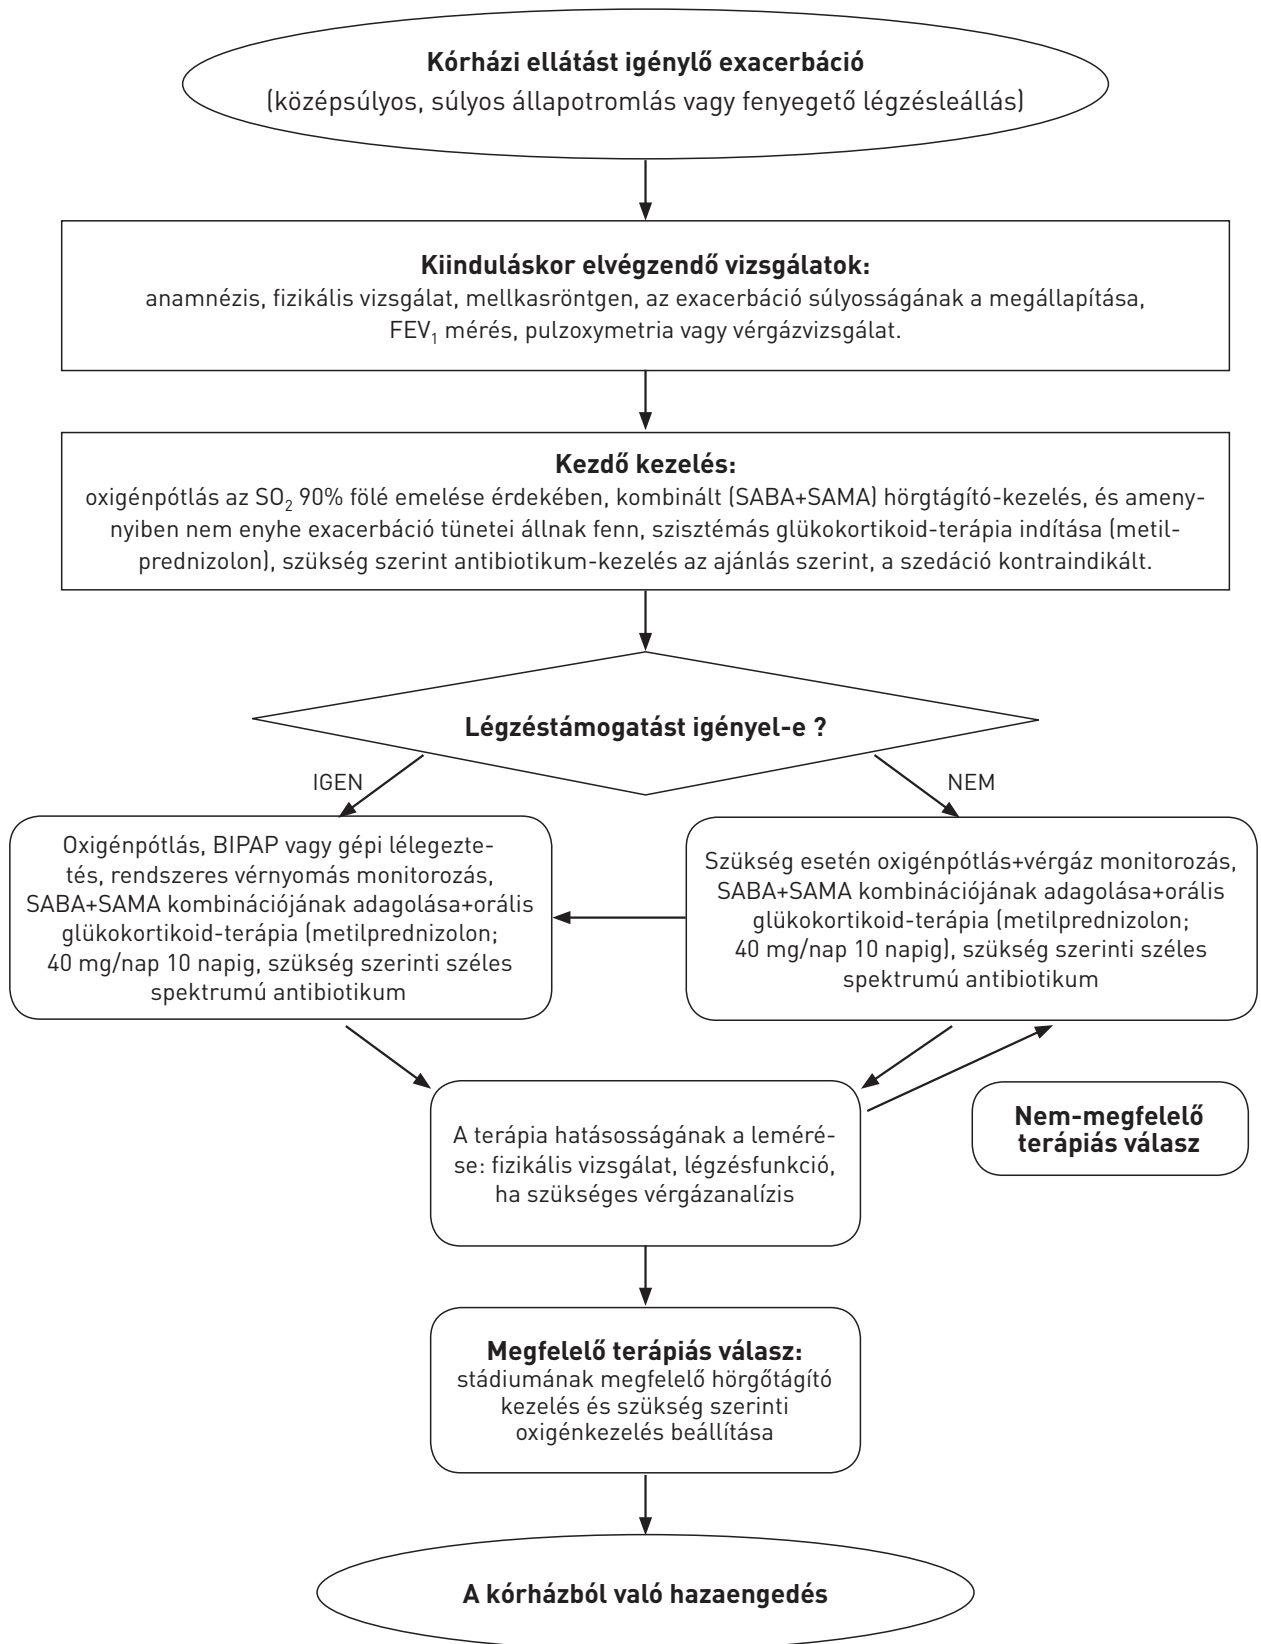 Kórházi ellátást igénylő exacerbáció
(középsúlyos, súlyos állapotromlás vagy fenyegető légzésleállás)
Kiinduláskor elvégzendő vizsgálatok:
anamnézis, fizikális vizsgálat, mellkasröntgen, az exacerbáció súlyosságának a megállapítása,
FEV₁ mérés, pulzoxymetria vagy vérgázvizsgálat.
Kezdő kezelés:
oxigénpótlás az SO₂ 90% fölé emelése érdekében, kombinált (SABA+SAMA) hörgtágító-kezelés, és ameny-
nyiben nem enyhe exacerbáció tünetei állnak fenn, szisztémás glükokortikoid-terápia indítása (metil-
prednizolon), szükség szerint antibiotikum-kezelés az ajánlás szerint, a szedáció kontraindikált.
Légzéstámogatást igényel-e ?
IGEN
NEM
Oxigénpótlás, BIPAP vagy gépi lélegezte-
tés, rendszeres vérnyomás monitorozás,
SABA+SAMA kombinációjának adagolása+orális
glükokortikoid-terápia (metilprednizolon;
40 mg/nap 10 napig, szükség szerinti széles
spektrumú antibiotikum
Szükség esetén oxigénpótlás+vérgáz monitorozás,
SABA+SAMA kombinációjának adagolása+orális
glükokortikoid-terápia (metilprednizolon;
40 mg/nap 10 napig), szükség szerinti széles
spektrumú antibiotikum
A terápia hatásosságának a leméré-
se: fizikális vizsgálat, légzésfunkció,
ha szükséges vérgázanalízis
Nem-megfelelő
terápiás válasz
Megfelelő terápiás válasz:
stádiumának megfelelő hörgőtágító
kezelés és szükség szerinti
oxigénkezelés beállítása
A kórházból való hazaengedés